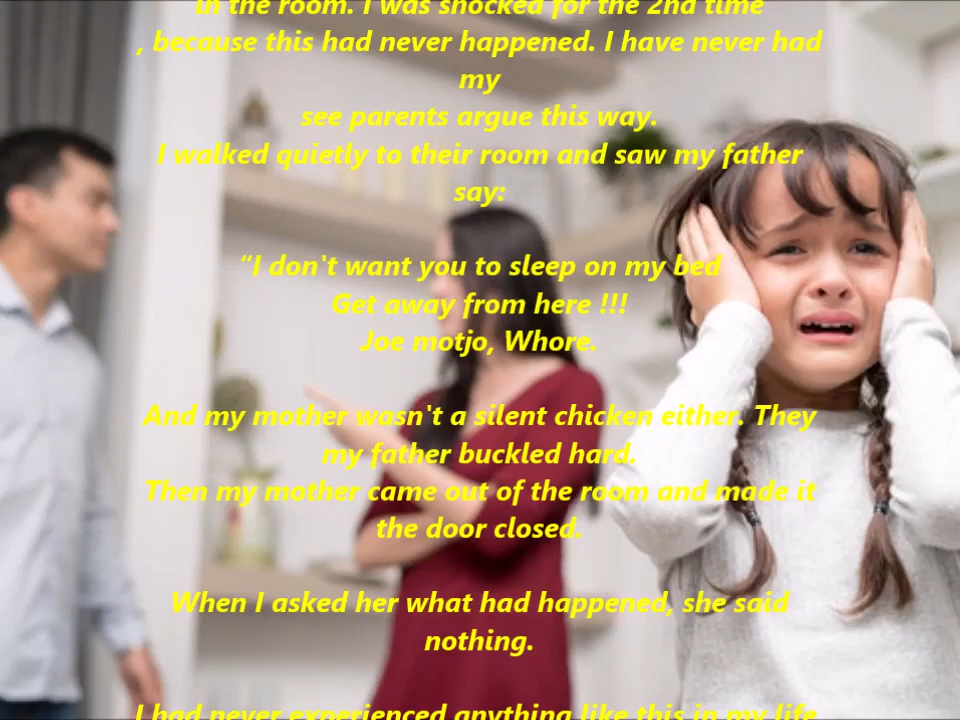 in the room. I was shocked for the 2nd time
, because this had never happened. I have never had
my
see parents argue this way.
I walked quietly to their room and saw my father
say:
“I don't want you to sleep on my bed
Get away from here !!!
Joe motjo, Whore.
And my mother wasn't a silent chicken either. They
my father buckled hard.
Then my mother came out of the room and made it
the door closed.
When I asked her what had happened, she said
nothing.
I had never experienced anything like this in my life